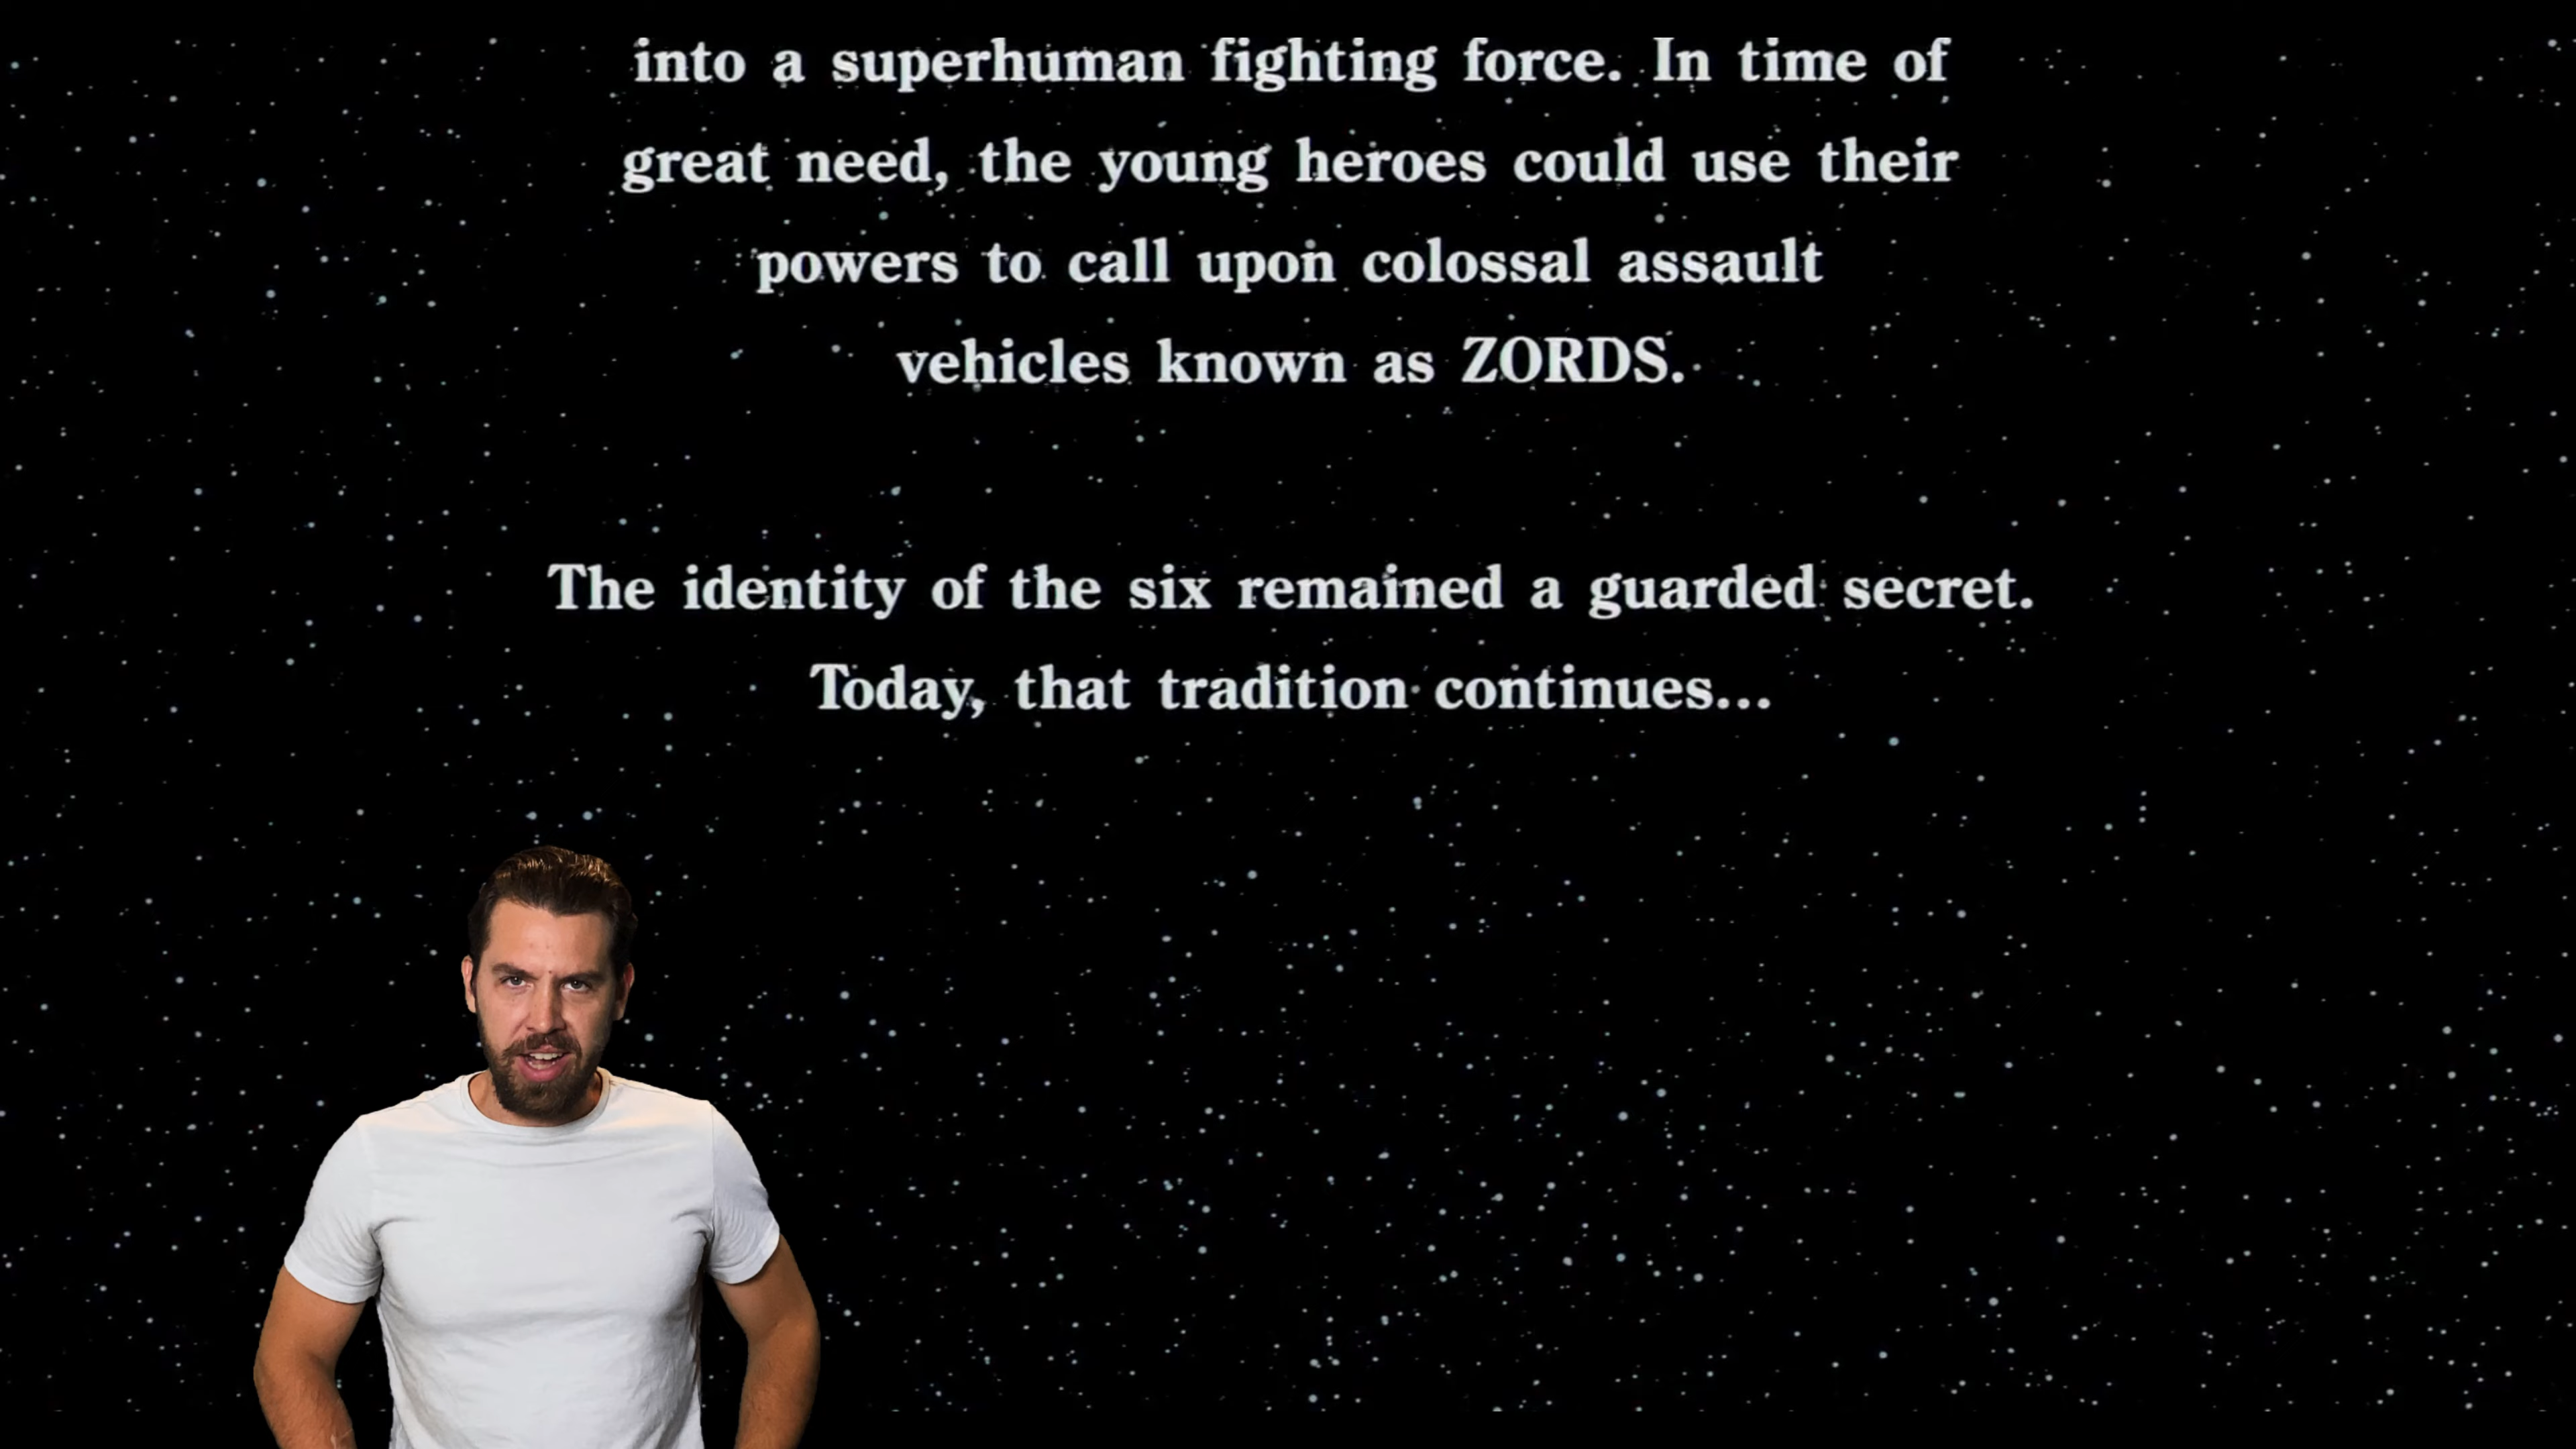 into a superhuman fighting force. In time of
great need, the young heroes could use their
powers to call upon colossal assault
vehicles known as ZORDS.
The identity of the six remained a guarded secret.
Today, that tradition continues...